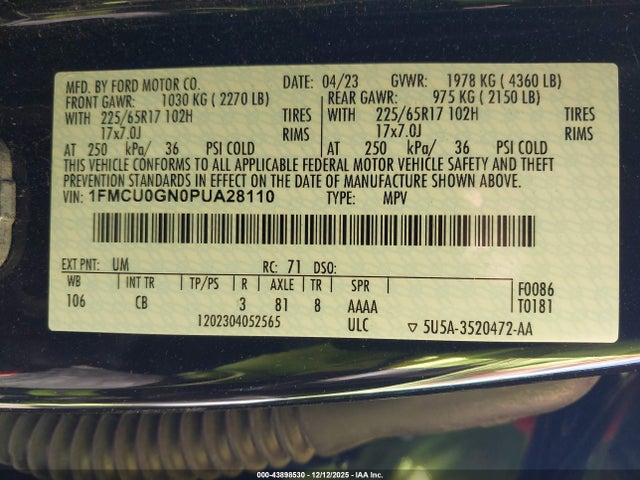 MFD. BY FORD MOTOR CO. DATE: 04/23 GVWR: 1978 KG (4360 LB)
FRONT GAWR: 1030 KG (2270 LB) REAR GAWR: 975 KG (2150 LB)
WITH 225/65R17 102H TIRES WITH 225/65R17 102H TIRES
17x7.0J RIMS 17x7.0J RIMS
AT 250 kPa/ 36 PSI COLD AT 250 kPa/ 36 PSI COLD
THIS VEHICLE CONFORMS TO ALL APPLICABLE FEDERAL MOTOR VEHICLE SAFETY AND THEFT
PREVENTION STANDARDS IN EFFECT ON THE DATE OF MANUFACTURE SHOWN ABOVE.
VIN: 1FMCU0GN0PUA28110 TYPE: MPV
EXT PNT: UM RC: 71 DSO:
WB INT TR TP/PS R AXLE TR SPR F0086
106 CB 3 81 8 AAAA T0181
1202304052565 ULC ▽ 5U5A-3520472-AA
000-43898530 - 12/12/2025 - IAA Inc.